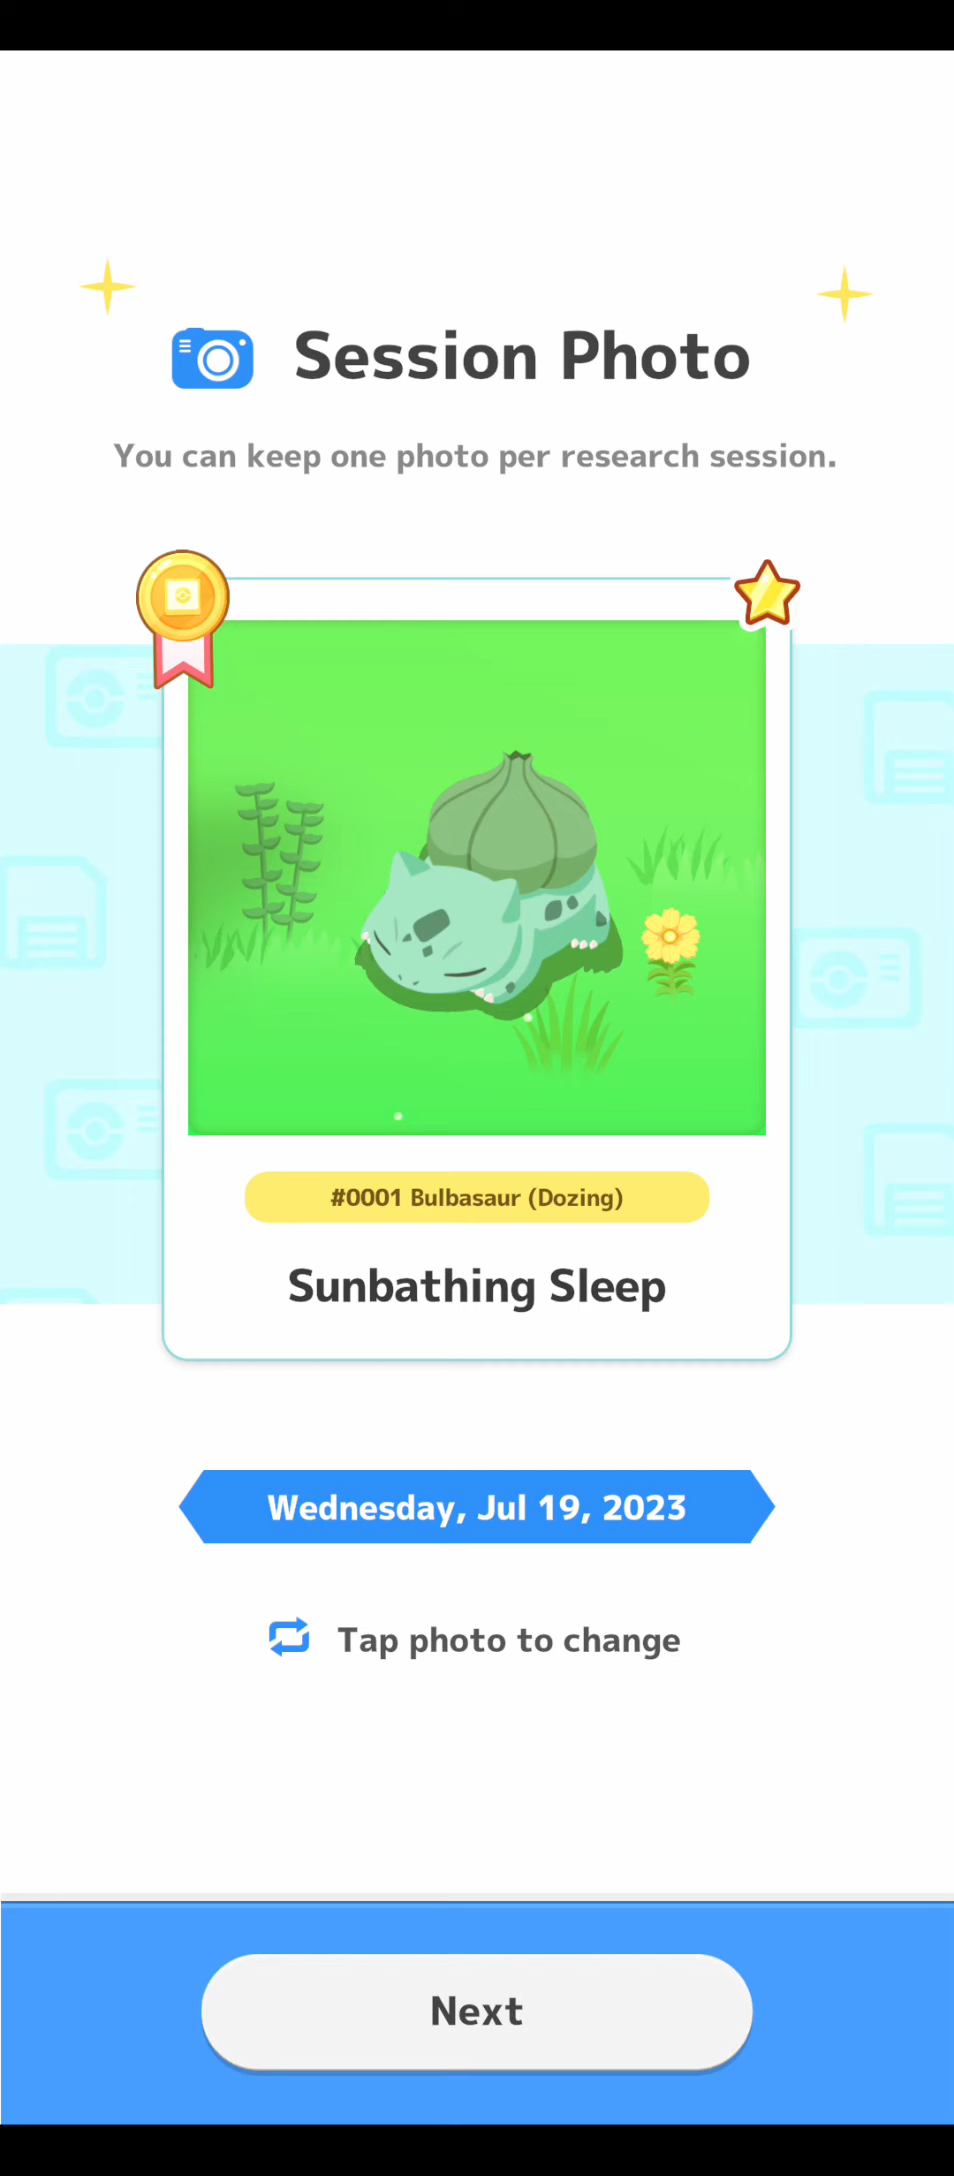 Session Photo
You can keep one photo per research session.
#0001 Bulbasaur (Dozing)
Sunbathing Sleep
Wednesday, Jul 19, 2023
Tap photo to change
Next